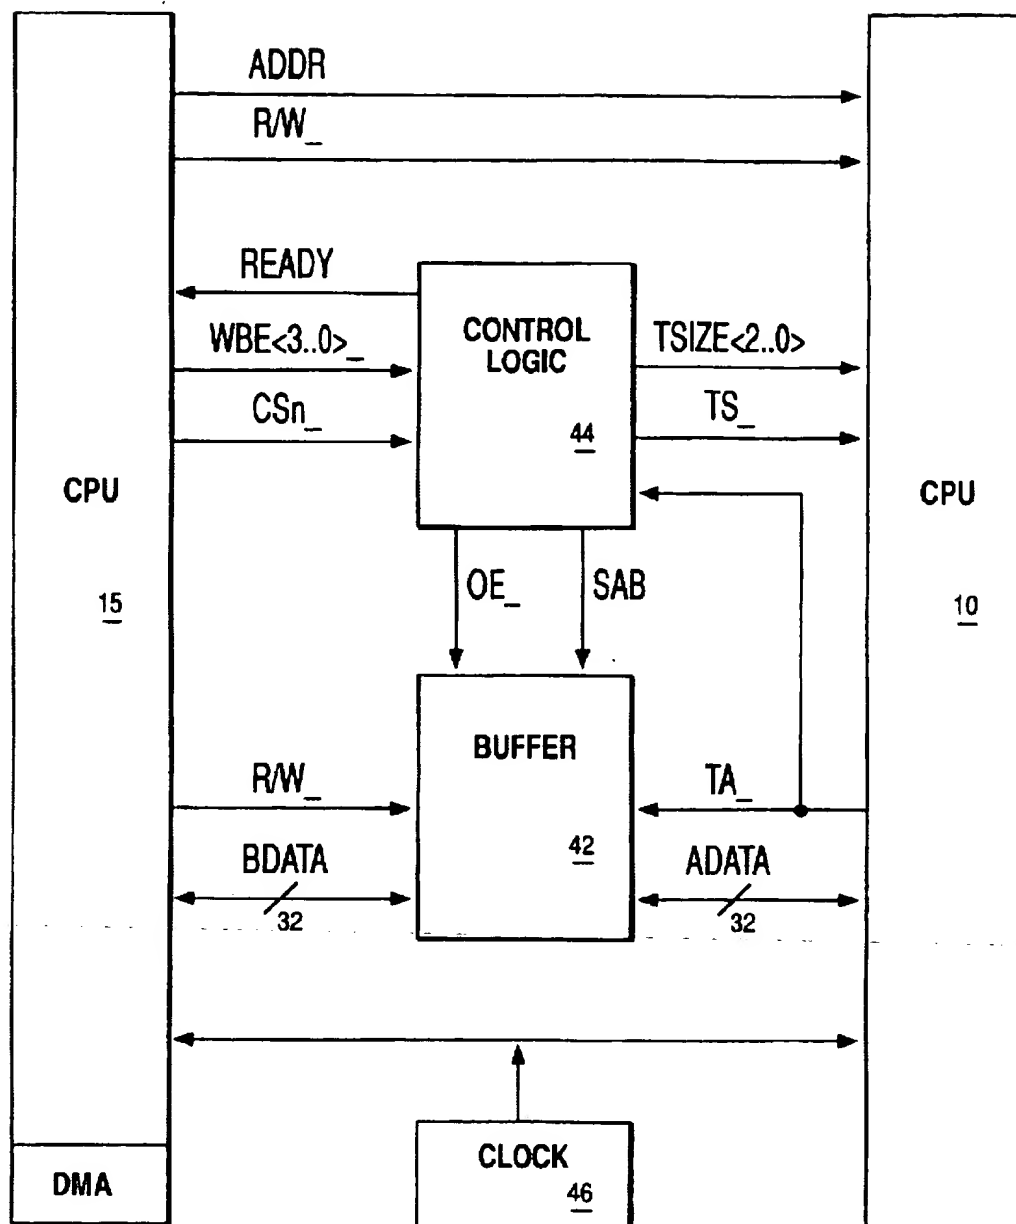 ADDR
R/W_
READY
WBE<3..0>_
CSn_
CONTROL
LOGIC
44
TSIZE<2..0>
TS_
CPU
15
CPU
10
OE_
SAB
BUFFER
42
R/W_
BDATA
32
TA_
ADATA
32
CLOCK
46
DMA